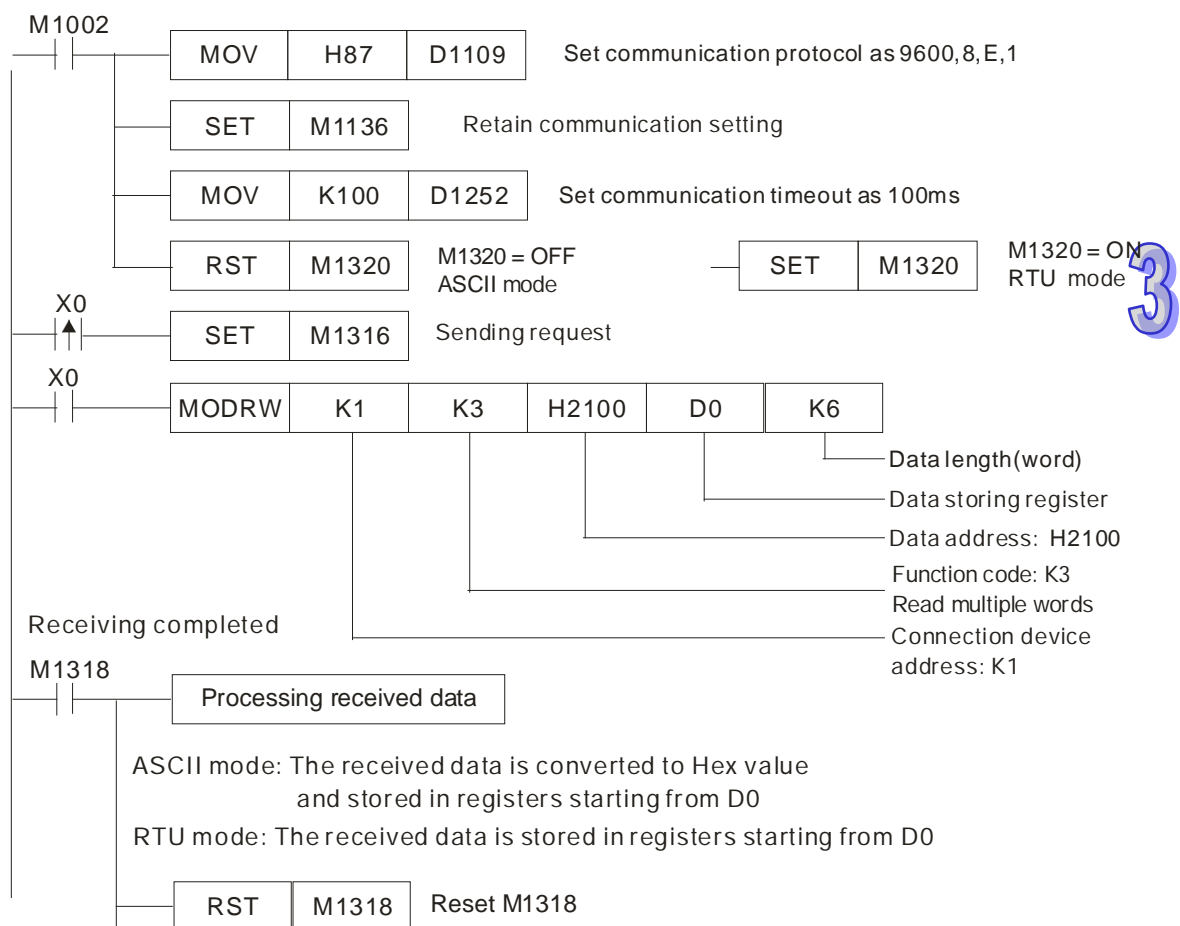 M1002
MOV H87 D1109 Set communication protocol as 9600,8,E,1
SET M1136 Retain communication setting
MOV K100 D1252 Set communication timeout as 100ms
RST M1320 M1320 = OFF
ASCII mode
SET M1320 M1320 = ON
RTU mode
3
X0
SET M1316 Sending request
X0
MODRW K1 K3 H2100 D0 K6
Data length(word)
Data storing register
Data address: H2100
Function code: K3
Read multiple words
Connection device
address: K1
Receiving completed
M1318
Processing received data
ASCII mode: The received data is converted to Hex value
and stored in registers starting from D0
RTU mode: The received data is stored in registers starting from D0
RST M1318 Reset M1318